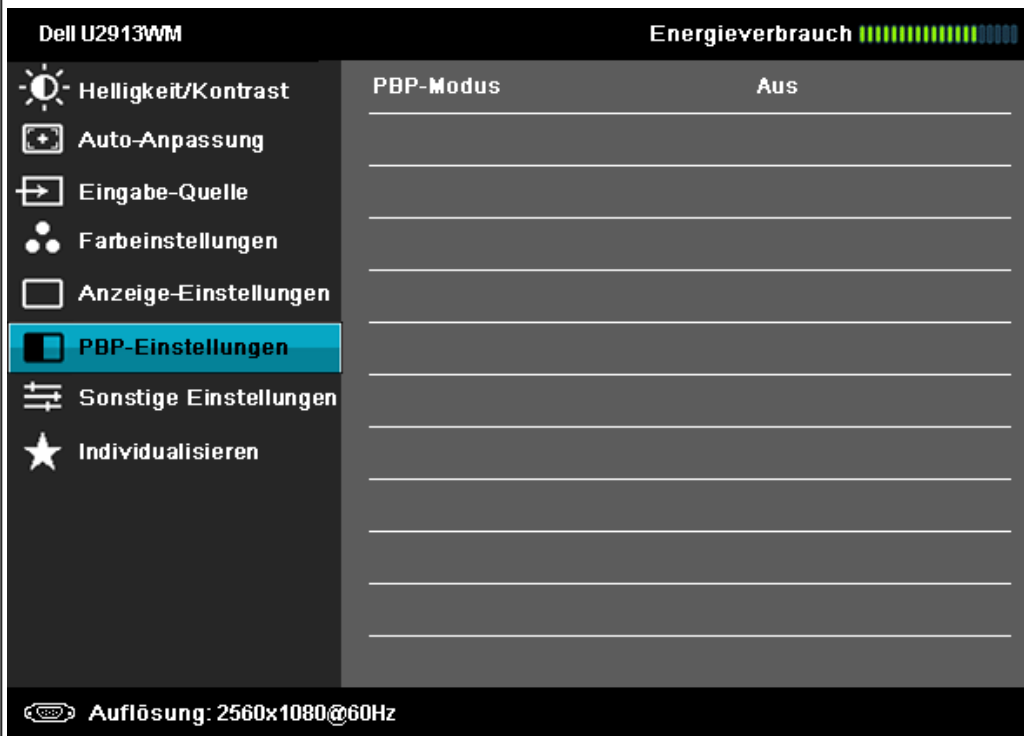 Dell U2913WM
Energieverbrauch
Helligkeit/Kontrast
Auto-Anpassung
Eingabe-Quelle
Farbeinstellungen
Anzeige-Einstellungen
PBP-Einstellungen
Sonstige Einstellungen
Individualisieren
PBP-Modus Aus
Auflösung: 2560x1080@60Hz